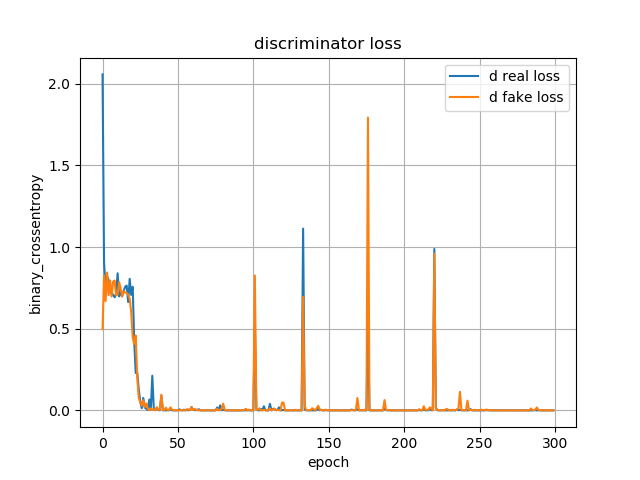 discriminator loss
d real loss
d fake loss
binary_crossentropy
2.0
1.5
1.0
0.5
0.0
0 50 100 150 200 250 300
epoch